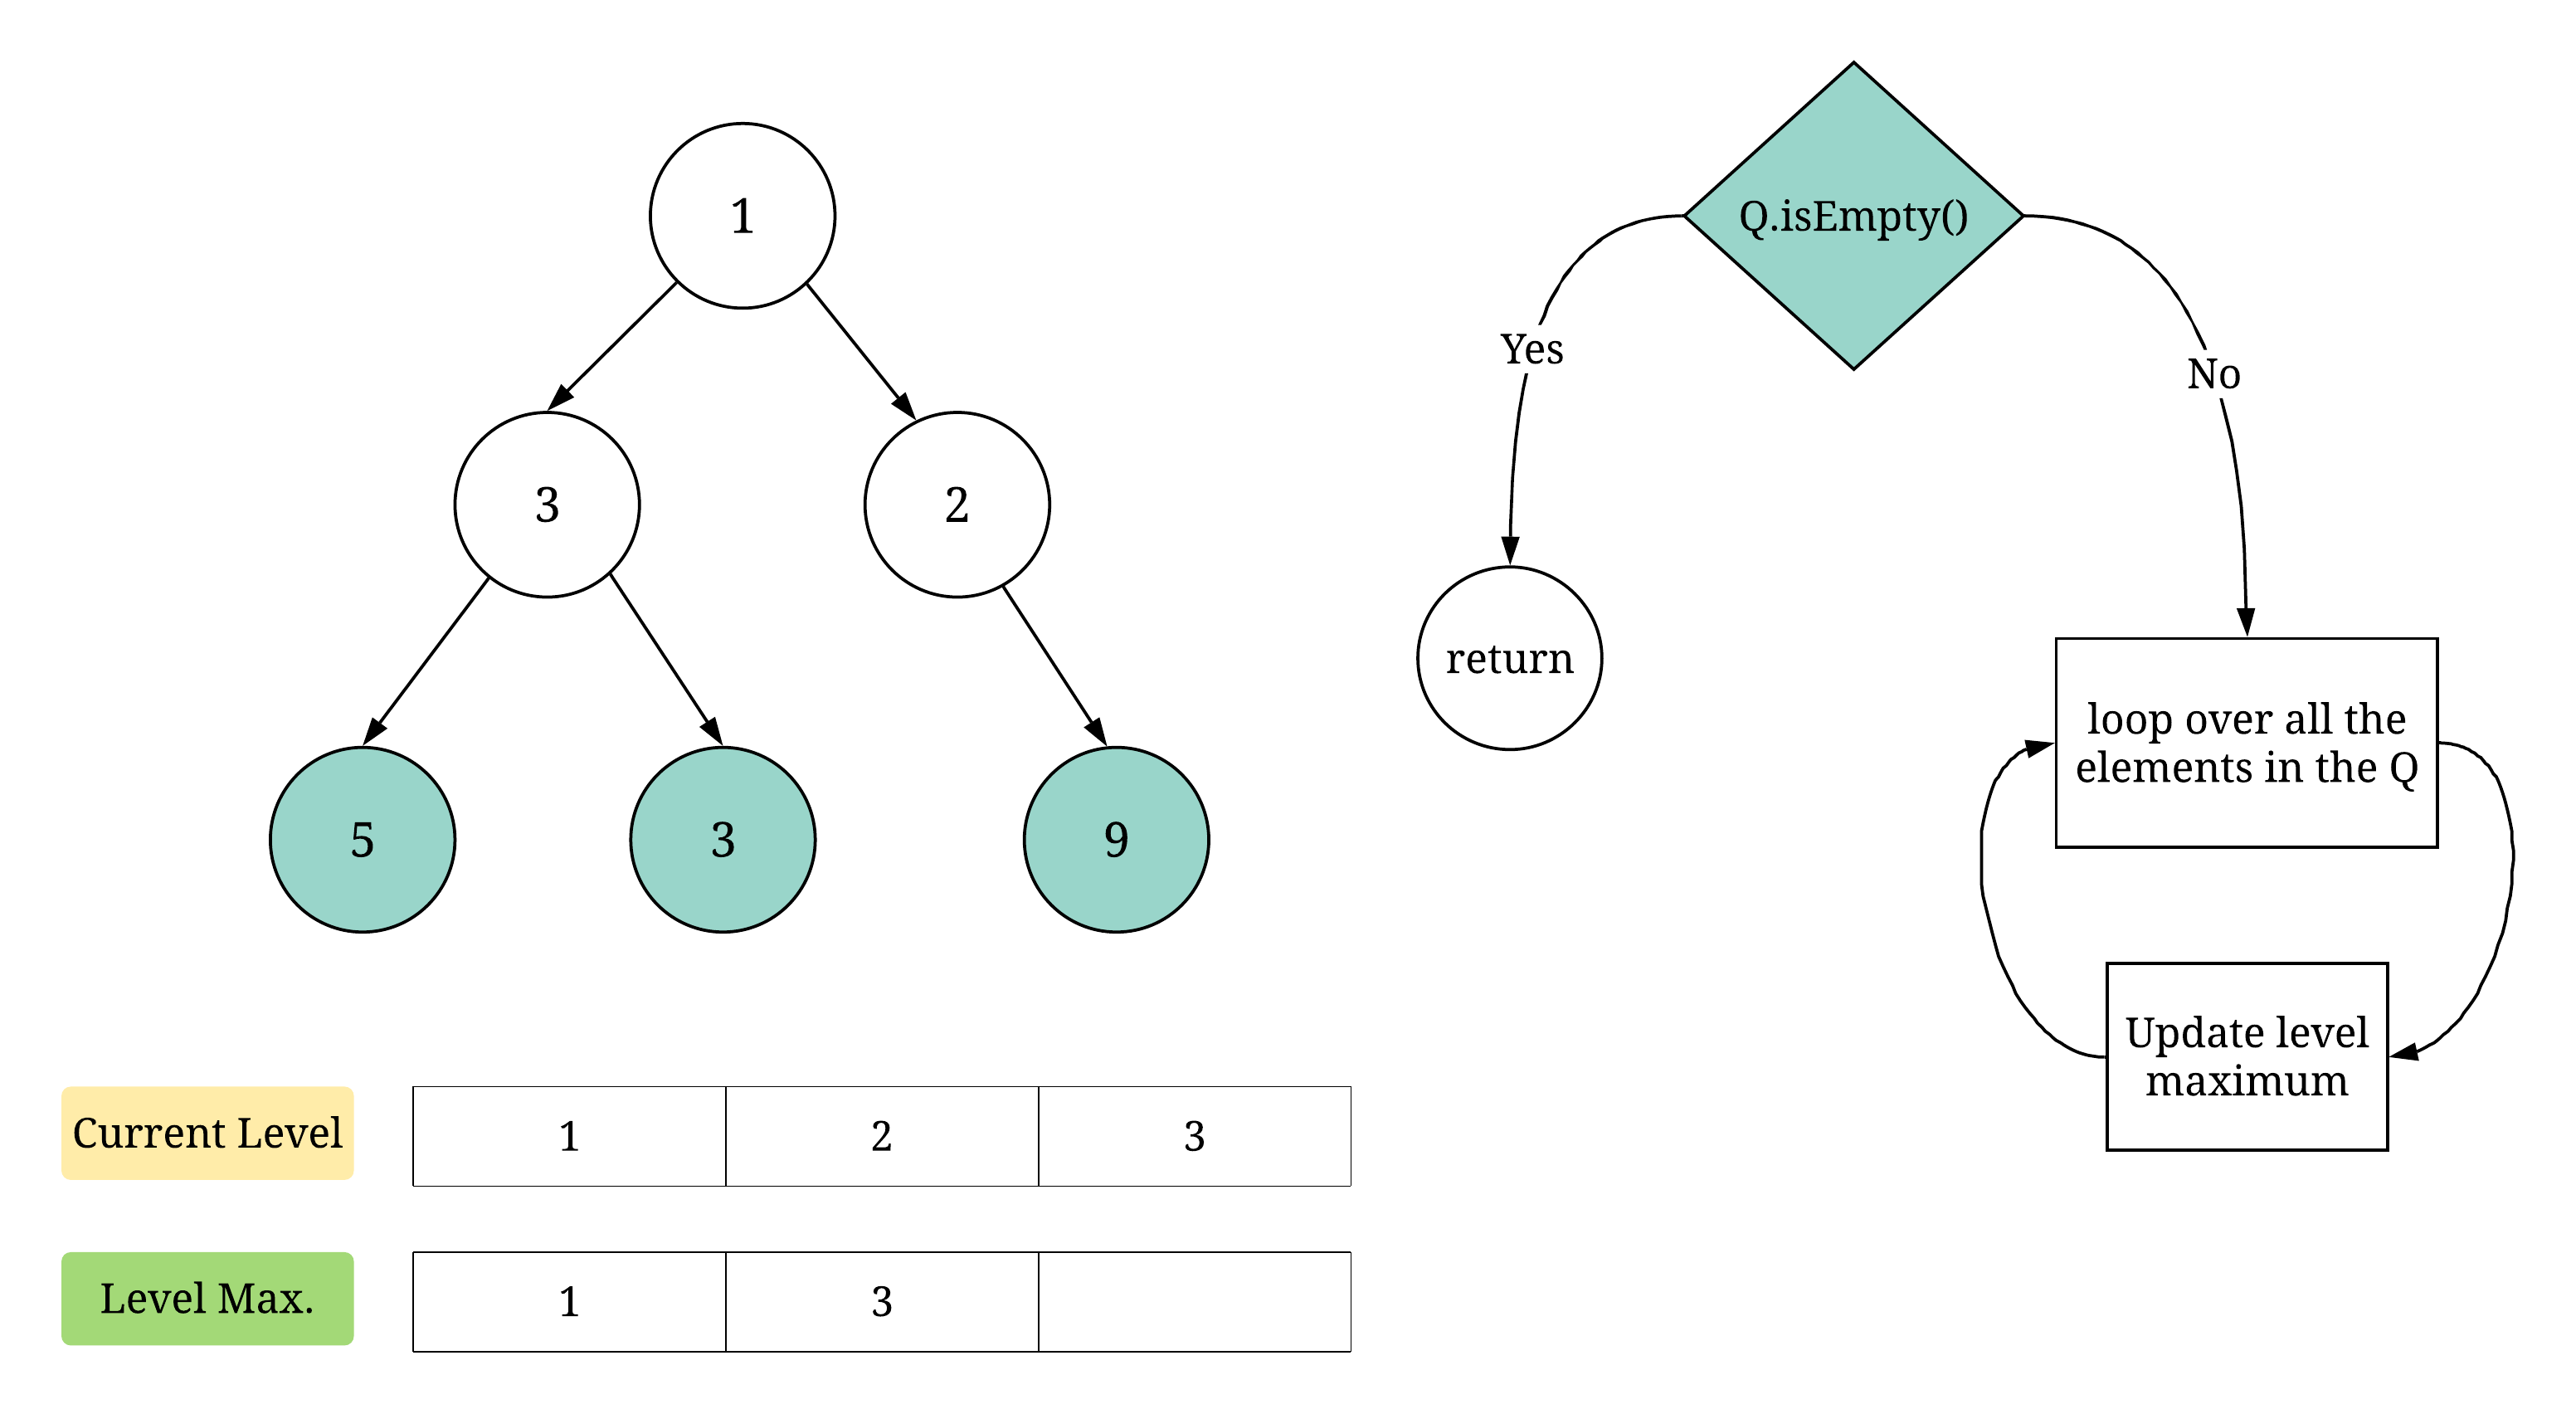 1
3
2
5
3
9
Current Level
1
2
3
Level Max.
1
3
Q.isEmpty()
Yes
No
return
loop over all the
elements in the Q
Update level
maximum